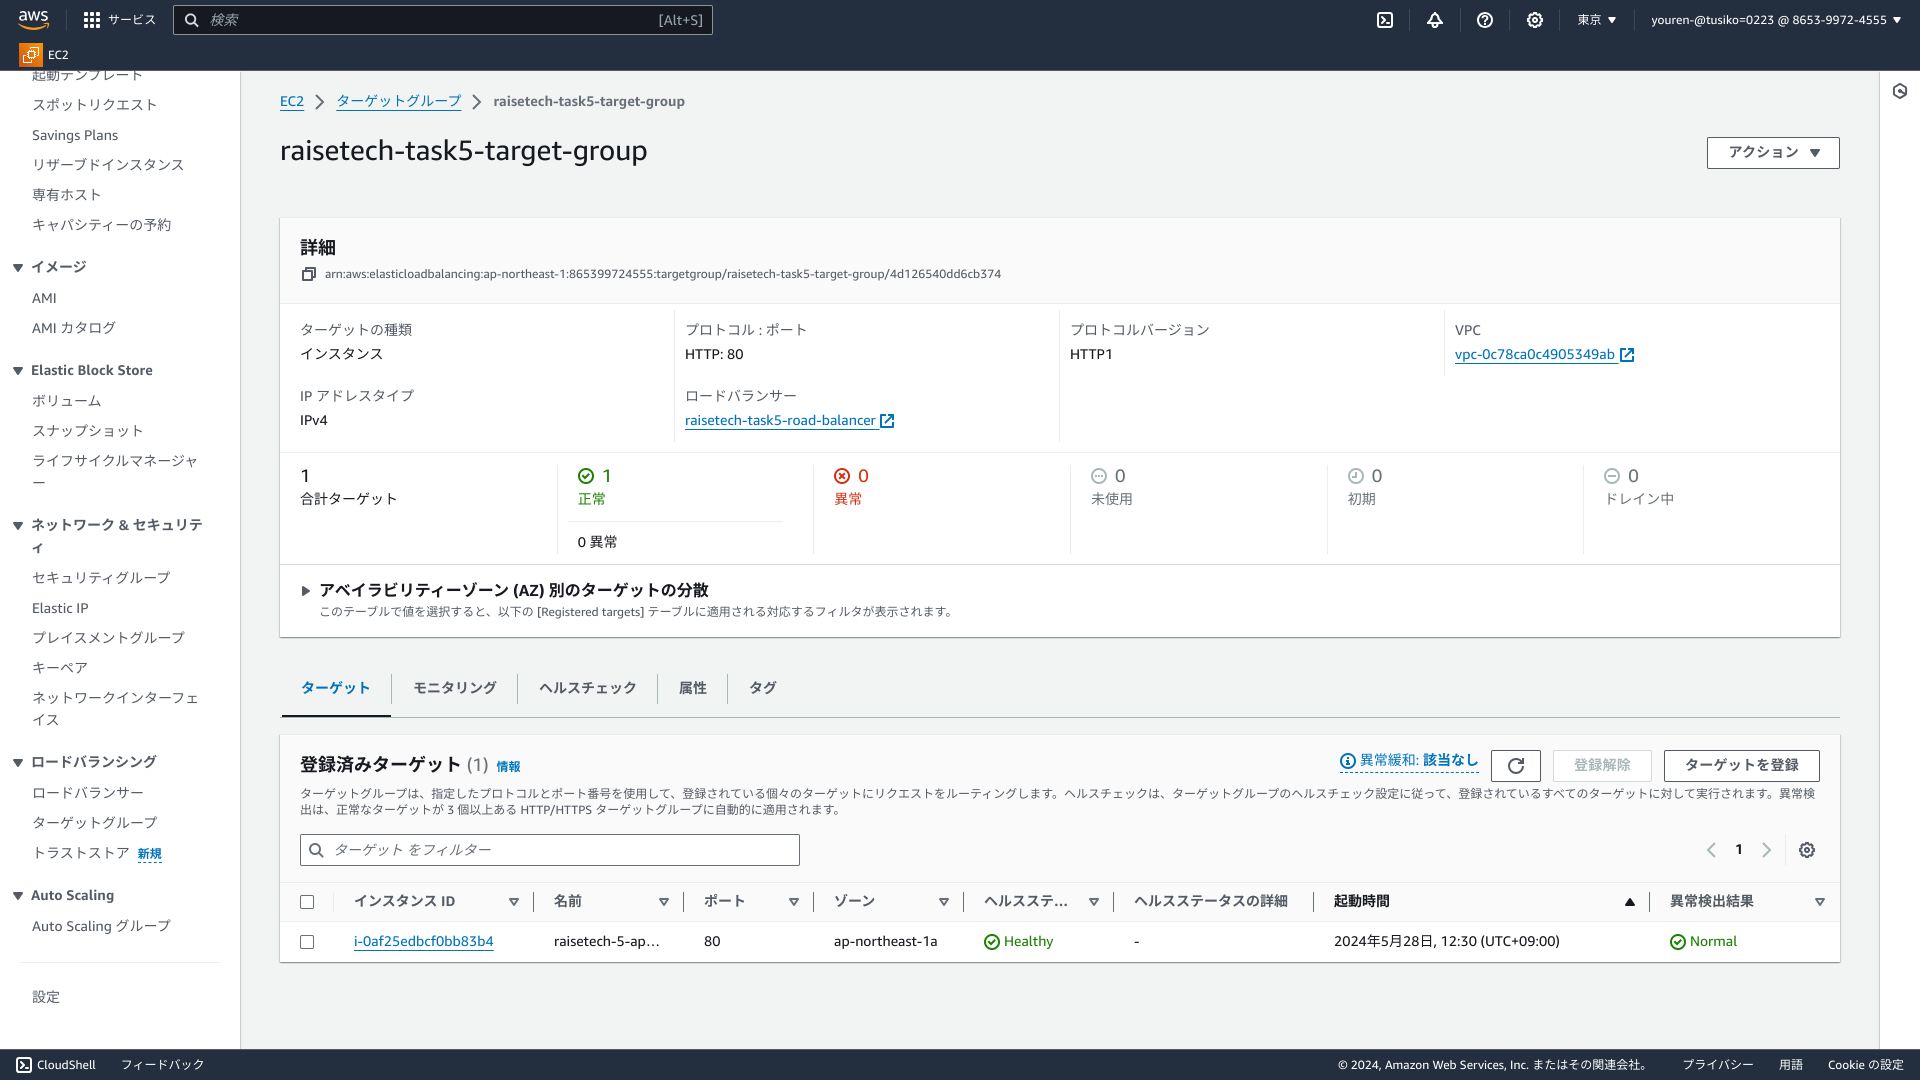 aws
サービス
検索
[Alt+S]
東京
youren-@tusiko=0223 @ 8653-9972-4555
EC2
起動テンプレート
スポットリクエスト
Savings Plans
リザーブドインスタンス
専有ホスト
キャパシティーの予約
イメージ
AMI
AMI カタログ
Elastic Block Store
ボリューム
スナップショット
ライフサイクルマネージャ
ー
ネットワーク & セキュリテ
ィ
セキュリティグループ
Elastic IP
プレイスメントグループ
キーペア
ネットワークインターフェ
イス
ロードバランシング
ロードバランサー
ターゲットグループ
トラストストア 新規
Auto Scaling
Auto Scaling グループ
設定
EC2
ターゲットグループ
raisetech-task5-target-group
raisetech-task5-target-group
アクション
詳細
arn:aws:elasticloadbalancing:ap-northeast-1:865399724555:targetgroup/raisetech-task5-target-group/4d126540dd6cb374
ターゲットの種類
インスタンス
プロトコル : ポート
HTTP: 80
プロトコルバージョン
HTTP1
VPC
vpc-0c78ca0c4905349ab
IP アドレスタイプ
IPv4
ロードバランサー
raisetech-task5-road-balancer
1
合計ターゲット
1
正常
0 異常
0
異常
0
未使用
0
初期
0
ドレイン中
アベイラビリティーゾーン (AZ) 別のターゲットの分散
このテーブルで値を選択すると、以下の [Registered targets] テーブルに適用される対応するフィルタが表示されます。
ターゲット
モニタリング
ヘルスチェック
属性
タグ
登録済みターゲット (1) 情報
異常緩和: 該当なし
登録解除
ターゲットを登録
ターゲットグループは、指定したプロトコルとポート番号を使用して、登録されている個々のターゲットにリクエストをルーティングします。ヘルスチェックは、ターゲットグループのヘルスチェック設定に従って、登録されているすべてのターゲットに対して実行されます。異常検
出は、正常なターゲットが 3 個以上ある HTTP/HTTPS ターゲットグループに自動的に適用されます。
ターゲット をフィルター
1
インスタンス ID
名前
ポート
ゾーン
ヘルスステ...
ヘルスステータスの詳細
起動時間
異常検出結果
i-0af25edbcf0bb83b4
raisetech-5-ap...
80
ap-northeast-1a
Healthy
-
2024年5月28日, 12:30 (UTC+09:00)
Normal
CloudShell
フィードバック
© 2024, Amazon Web Services, Inc. またはその関連会社。
プライバシー
用語
Cookie の設定